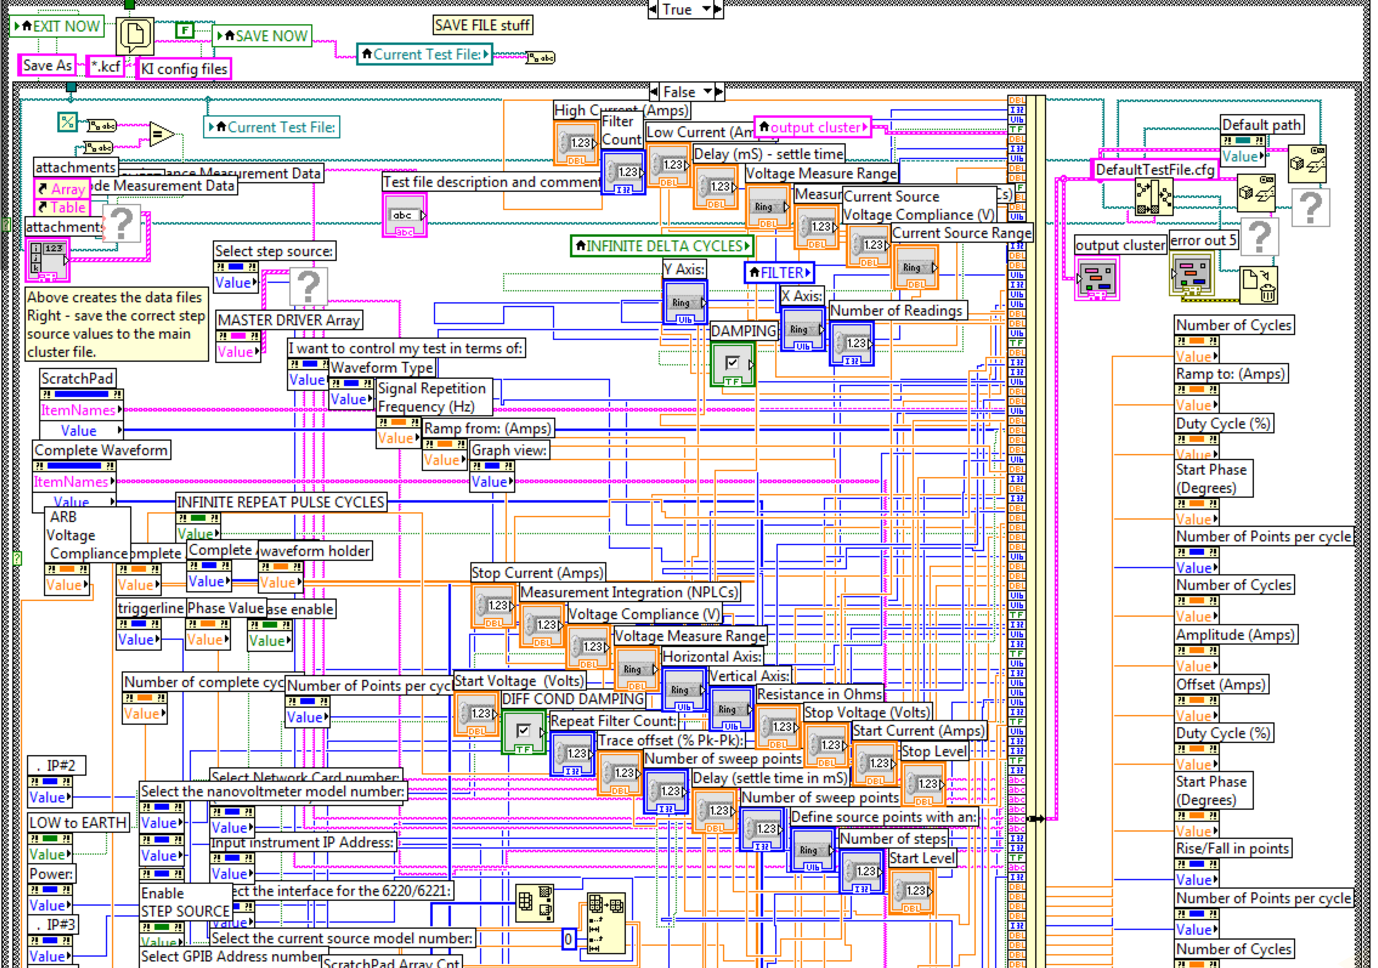 True
EXIT NOW
F
SAVE NOW
SAVE FILE stuff
Save As
*.kcf
KI config files
Current Test File:
abc
False
Current Test File:
attachments
Array
Table
ance Measurement Data
de Measurement Data
attachment
Test file description and comment
abc
Select step source:
Value
MASTER DRIVER Array
Value
Above creates the data files
Right - save the correct step
source values to the main
cluster file.
High Current (Amps)
Filter
Count
Low Current (Am
output cluster
Delay (mS) - settle time
Voltage Measure Range
Measur
Current Source
Voltage Compliance (V)
Current Source Range
INFINITE DELTA CYCLES
FILTER
Y Axis:
X Axis:
Number of Readings
DAMPING
I want to control my test in terms of:
Value
Waveform Type
Value
Signal Repetition
Frequency (Hz)
Value
Ramp from: (Amps)
Value
Graph view:
Value
ScratchPad
ItemNames
Value
Complete Waveform
ItemNames
Value
INFINITE REPEAT PULSE CYCLES
Value
ARB
Voltage
Compliance
Value
omplete
Value
Complete
Value
waveform holder
Value
triggerline
Value
Phase Value
Value
ase enable
Value
Number of complete cyc
Value
Number of Points per cycl
Value
Stop Current (Amps)
Measurement Integration (NPLCs)
Voltage Compliance (V)
Voltage Measure Range
Horizontal Axis:
Vertical Axis:
Resistance in Ohms
Stop Voltage (Volts)
Start Current (Amps)
Stop Level
Start Voltage (Volts)
DIFF COND DAMPING
Repeat Filter Count:
Trace offset (% Pk-Pk):
Number of sweep points
Delay (settle time in mS)
Number of sweep points
Define source points with an:
Number of steps
Start Level
. IP#2
Value
LOW to EARTH
Value
Power:
Value
. IP#3
Value
Select Network Card number:
Select the nanovoltmeter model number:
Value
Value
Input instrument IP Address:
Value
Value
Value
ect the interface for the 6220/6221:
Enable
STEP SOURCE
Value
Value
Select the current source model number:
Select GPIB Address number
ScratchPad Array Cnt
0
Default path
Value
DefaultTestFile.cfg
output cluster
error out 5
Number of Cycles
Value
Ramp to: (Amps)
Value
Duty Cycle (%)
Value
Start Phase
(Degrees)
Value
Number of Points per cycle
Value
Number of Cycles
Value
Amplitude (Amps)
Value
Offset (Amps)
Value
Duty Cycle (%)
Value
Start Phase
(Degrees)
Value
Rise/Fall in points
Value
Number of Points per cycle
Value
Number of Cycles